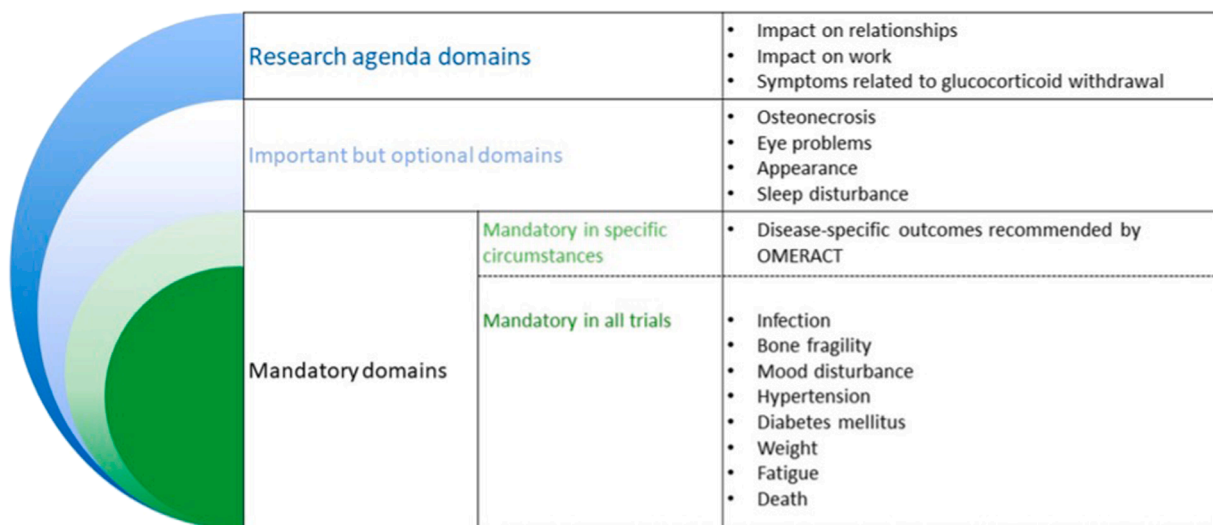 Research agenda domains
• Impact on relationships
• Impact on work
• Symptoms related to glucocorticoid withdrawal
Important but optional domains
• Osteonecrosis
• Eye problems
• Appearance
• Sleep disturbance
Mandatory domains
Mandatory in specific
circumstances
• Disease-specific outcomes recommended by
OMERACT
Mandatory in all trials
• Infection
• Bone fragility
• Mood disturbance
• Hypertension
• Diabetes mellitus
• Weight
• Fatigue
• Death